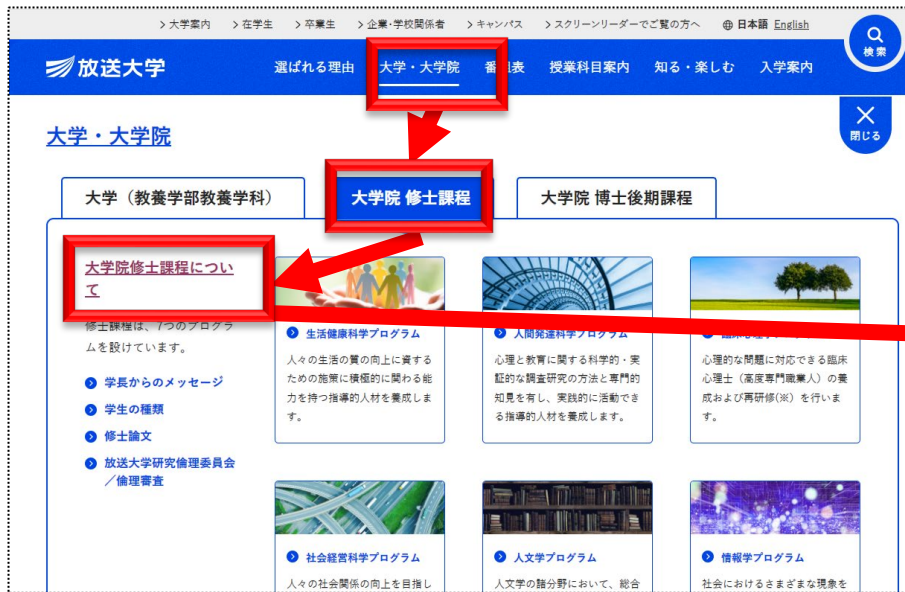 大学案内 在学生 卒業生 企業・学校関係者 キャンパス スクリーンリーダーでご覧の方へ 日本語 English
検索
放送大学 選ばれる理由 大学・大学院 番組表 授業科目案内 知る・楽しむ 入学案内
閉じる
大学・大学院
大学（教養学部教養学科） 大学院 修士課程 大学院 博士後期課程
大学院修士課程につい
て
修士課程は、7つのプログラ
ムを設けています。
学長からのメッセージ
学生の種類
修士論文
放送大学研究倫理委員会
／倫理審査
生活健康科学プログラム
人々の生活の質の向上に資する
ための施策に積極的に関わる能
力を持つ指導的人材を養成しま
す。
人間発達科学プログラム
心理と教育に関する科学的・実
証的な調査研究の方法と専門的
知見を有し、実践的に活動でき
る指導的人材を養成します。
心理的な問題に対応できる臨床
心理士（高度専門職業人）の養
成および再研修(※）を行いま
す。
社会経営科学プログラム
人々の社会関係の向上を目指し
人文学プログラム
人文学の諸分野において、総合
情報学プログラム
社会におけるさまざまな現象を